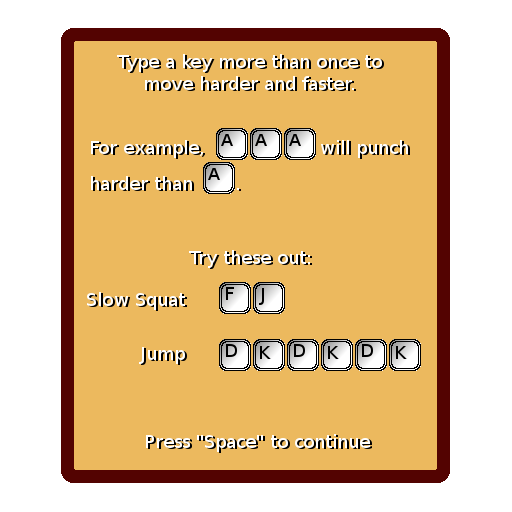 Type a key more than once to
move harder and faster.
For example, A A A will punch
harder than A .
Try these out:
Slow Squat F J
Jump D K D K D K
Press "Space" to continue